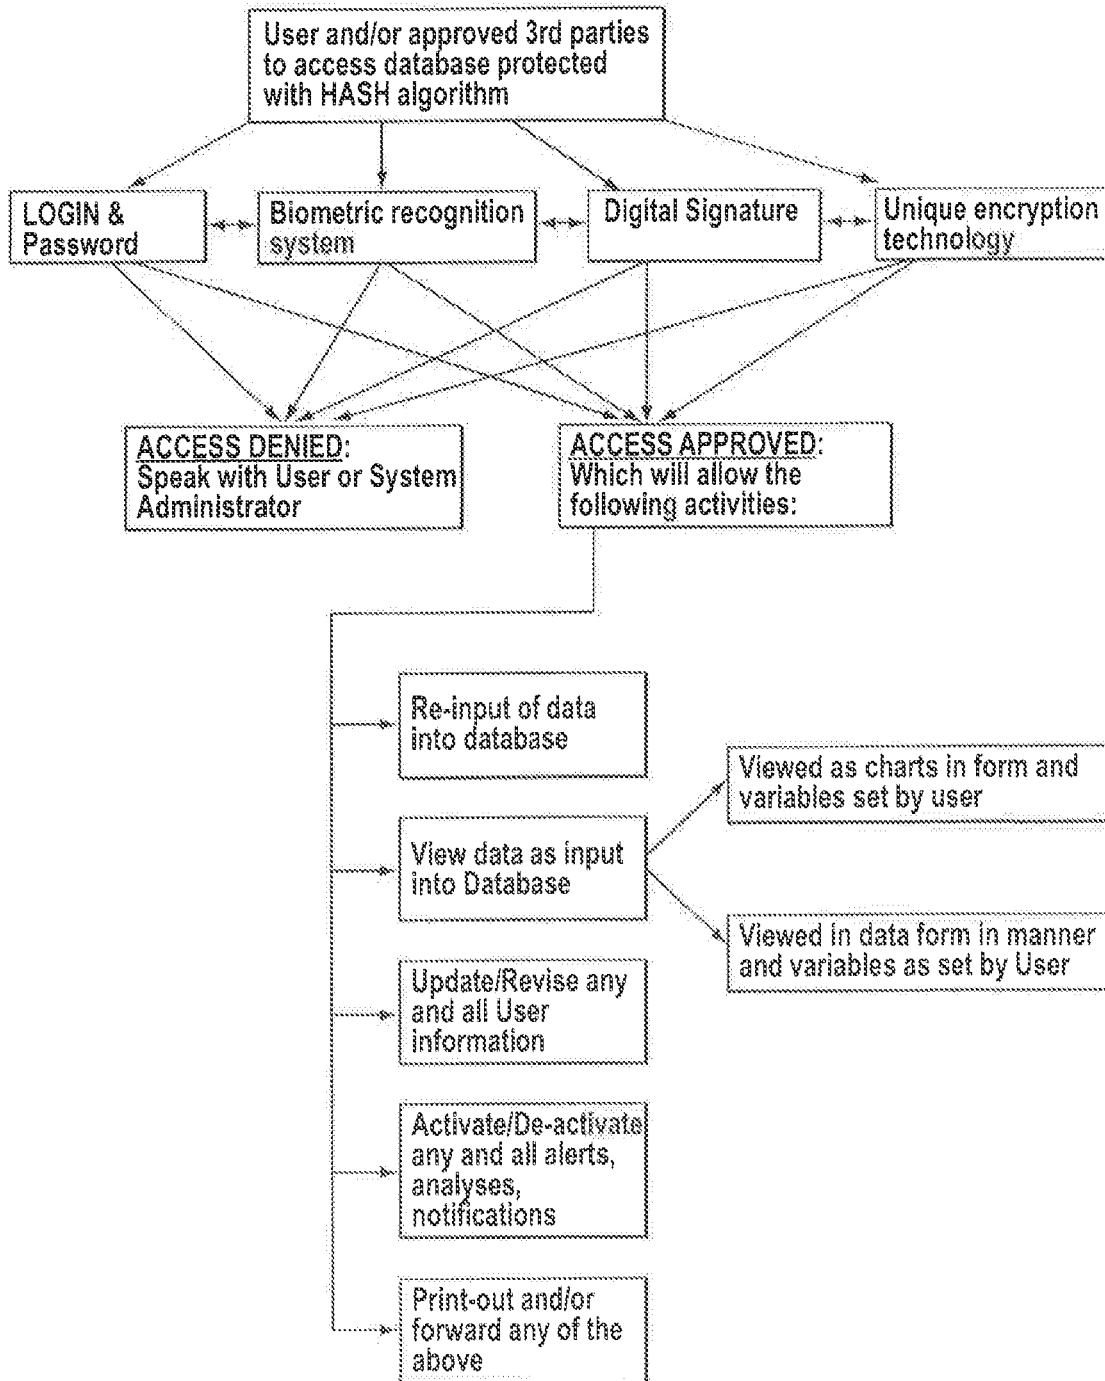 User and/or approved 3rd parties
to access database protected
with HASH algorithm
LOGIN &
Password
Biometric recognition
system
Digital Signature
Unique encryption
technology
ACCESS DENIED:
Speak with User or System
Administrator
ACCESS APPROVED:
Which will allow the
following activities:
Re-input of data
into database
View data as input
into Database
Viewed as charts in form and
variables set by user
Viewed in data form in manner
and variables as set by User
Update/Revise any
and all User
information
Activate/De-activate
any and all alerts,
analyses,
notifications
Print-out and/or
forward any of the
above